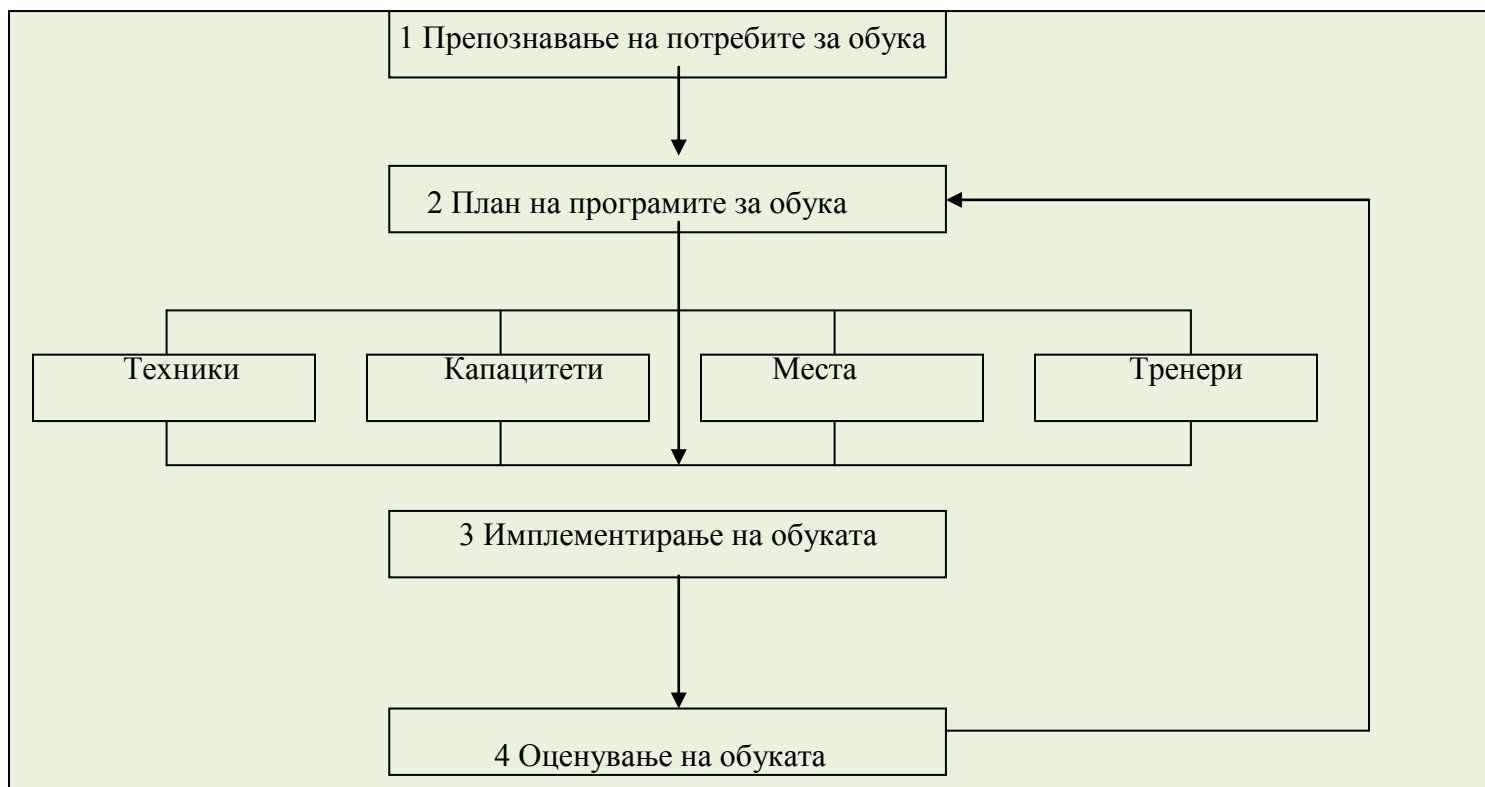 1 Препознавање на потребите за обука
2 План на програмите за обука
Техники
Капацитети
Места
Тренери
3 Имплементирање на обуката
4 Оценување на обуката